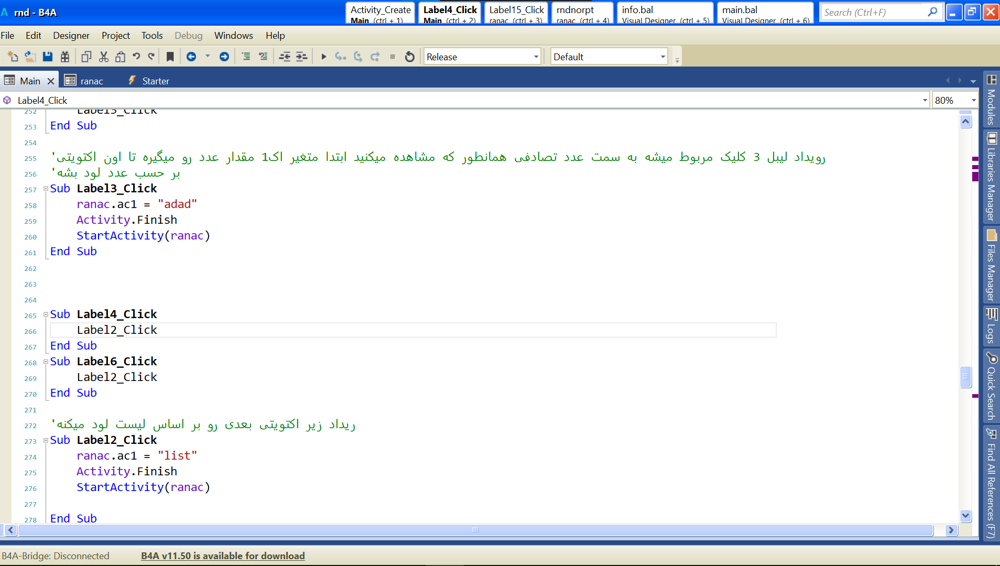 rnd - B4A
Activity_Create
Main (ctrl + 1)
Label4_Click
Main (ctrl + 2)
Label15_Click
ranac (ctrl + 3)
rndnorpt
ranac (ctrl + 4)
info.bal
Visual Designer (ctrl + 5)
main.bal
Visual Designer (ctrl + 6)
Search (Ctrl+F)
File Edit Designer Project Tools Debug Windows Help
Release
Default
Main
ranac
Starter
Label4_Click
80%
252 Label3_Click
253 End Sub
254
255 'رویداد لیبل 3 کلیک مربوط میشه به سمت عدد تصادفی همانطور که مشاهده میکنید ابتدا متغیر اک1 مقدار عدد رو میگیره تا اون اکتویتی
256 'بر حسب عدد لود بشه
257 Sub Label3_Click
258 ranac.ac1 = "adad"
259 Activity.Finish
260 StartActivity(ranac)
261 End Sub
262
263
264
265 Sub Label4_Click
266 Label2_Click
267 End Sub
268 Sub Label6_Click
269 Label2_Click
270 End Sub
271
272 'ریداد زیر اکتویتی بعدی رو بر اساس لیست لود میکنه
273 Sub Label2_Click
274 ranac.ac1 = "list"
275 Activity.Finish
276 StartActivity(ranac)
277
278 End Sub
Modules
Libraries Manager
Files Manager
Logs
Quick Search
Find All References (F7)
B4A-Bridge: Disconnected
B4A v11.50 is available for download